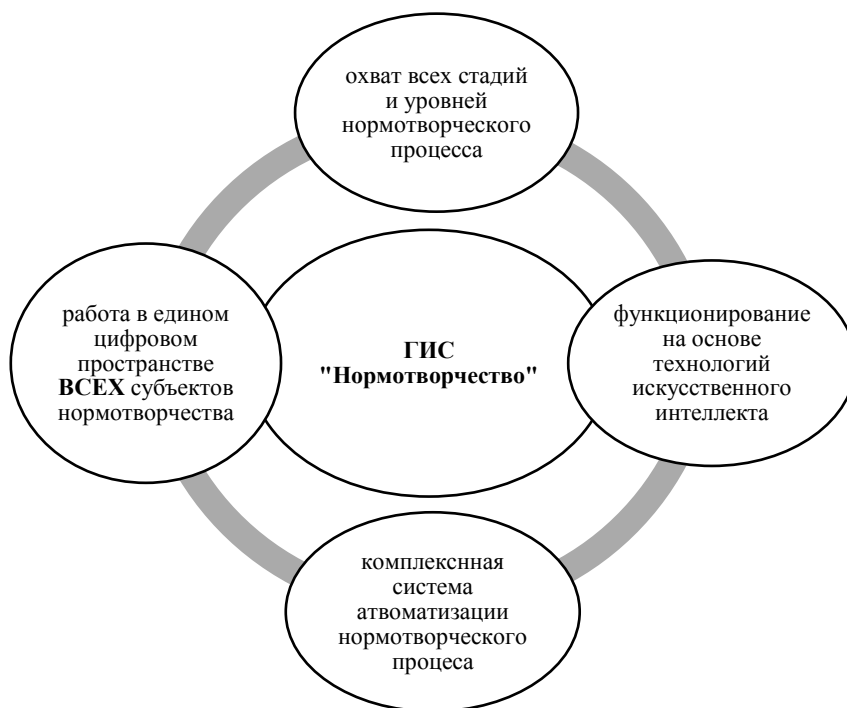 охват всех стадий
и уровней
нормотворческого
процесса
работа в едином
цифровом
пространстве
ВСЕХ субъектов
нормотворчества
ГИС
"Нормотворчество"
функционирование
на основе
технологий
искусственного
интеллекта
комплекснная
система
атвоматизации
нормотворческого
процеса